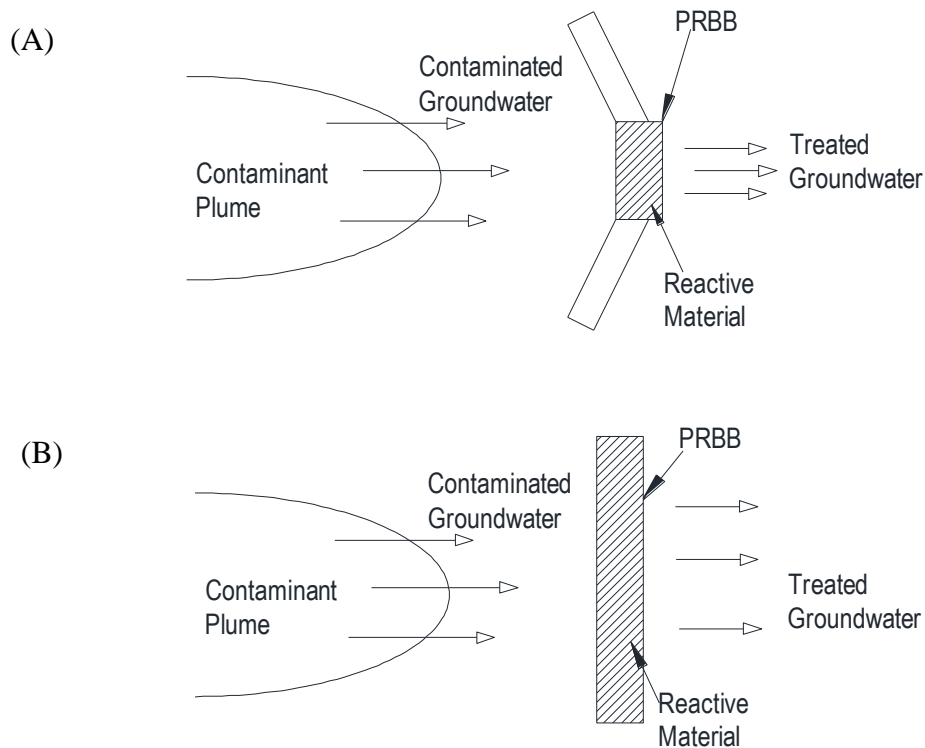 (A)
PRBB
Contaminated
Groundwater
Treated
Groundwater
Contaminant
Plume
Reactive
Material
(B)
PRBB
Contaminated
Groundwater
Contaminant
Plume
Treated
Groundwater
Reactive
Material